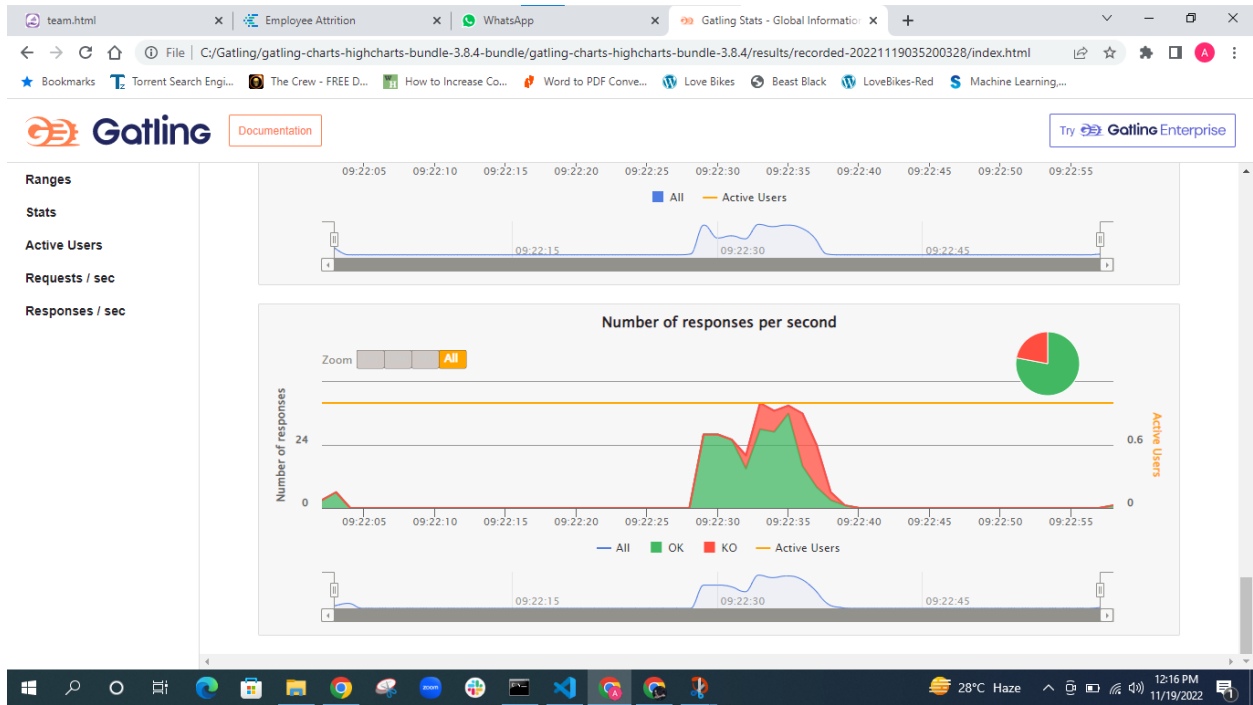 team.html
Employee Attrition
WhatsApp
Gatling Stats - Global Information
File
C:/Gatling/gatling-charts-highcharts-bundle-3.8.4-bundle/gatling-charts-highcharts-bundle-3.8.4/results/recorded-20221119035200328/index.html
A
Bookmarks
Torrent Search Engi...
The Crew - FREE D...
How to Increase Co...
Word to PDF Conve...
Love Bikes
Beast Black
LoveBikes-Red
Machine Learning,...
Gatling
Documentation
Try Gatling Enterprise
Ranges
Stats
Active Users
Requests / sec
Responses / sec
09:22:05 09:22:10 09:22:15 09:22:20 09:22:25 09:22:30 09:22:35 09:22:40 09:22:45 09:22:50 09:22:55
All Active Users
09:22:15 09:22:30 09:22:45
Number of responses per second
Zoom All
Number of responses
24
0
0.6
0
Active Users
09:22:05 09:22:10 09:22:15 09:22:20 09:22:25 09:22:30 09:22:35 09:22:40 09:22:45 09:22:50 09:22:55
All OK KO Active Users
09:22:15 09:22:30 09:22:45
zoom
28°C Haze
12:16 PM
11/19/2022
1